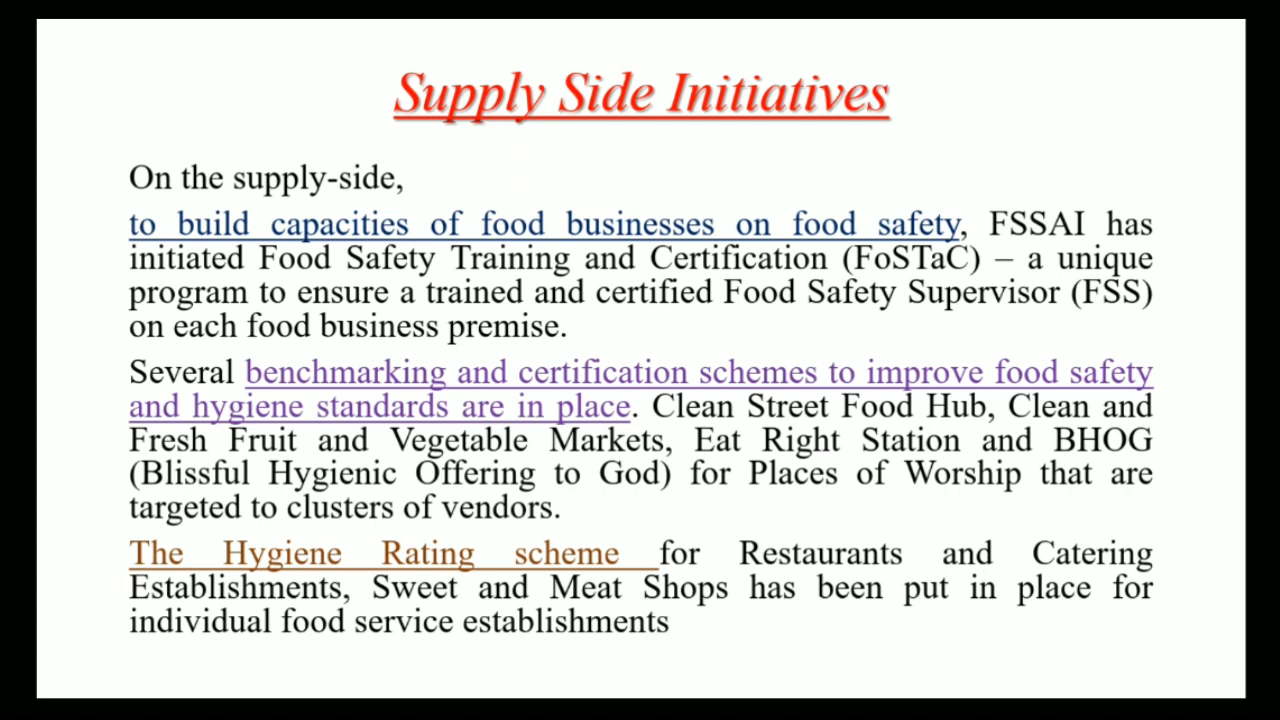 Supply Side Initiatives
On the supply-side,
to build capacities of food businesses on food safety, FSSAI has
initiated Food Safety Training and Certification (FoSTaC) – a unique
program to ensure a trained and certified Food Safety Supervisor (FSS)
on each food business premise.
Several benchmarking and certification schemes to improve food safety
and hygiene standards are in place. Clean Street Food Hub, Clean and
Fresh Fruit and Vegetable Markets, Eat Right Station and BHOG
(Blissful Hygienic Offering to God) for Places of Worship that are
targeted to clusters of vendors.
The Hygiene Rating scheme for Restaurants and Catering
Establishments, Sweet and Meat Shops has been put in place for
individual food service establishments